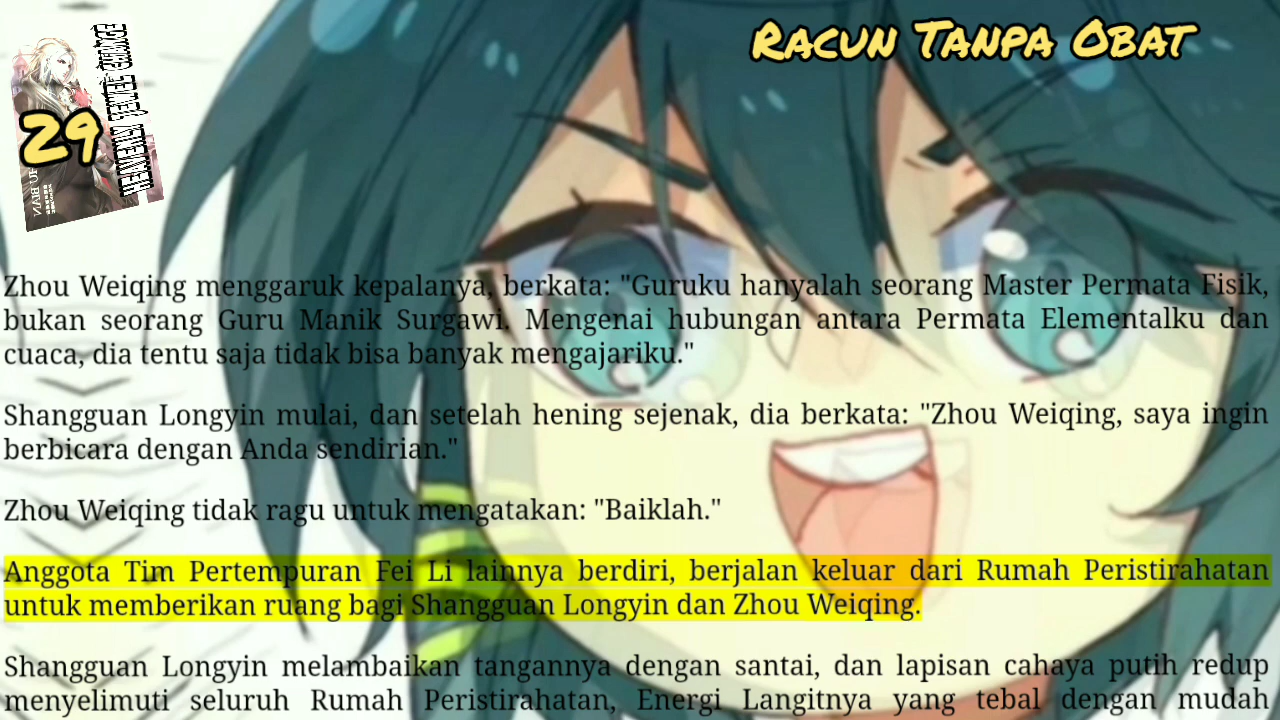 Racun Tanpa Obat
29
HEAVENLY JEWEL CHANGE
Zhou Weiqing menggaruk kepalanya, berkata: "Guruku hanyalah seorang Master Permata Fisik,
bukan seorang Guru Manik Surgawi. Mengenai hubungan antara Permata Elementalku dan
cuaca, dia tentu saja tidak bisa banyak mengajariku."
Shangguan Longyin mulai, dan setelah hening sejenak, dia berkata: "Zhou Weiqing, saya ingin
berbicara dengan Anda sendirian."
Zhou Weiqing tidak ragu untuk mengatakan: "Baiklah."
Anggota Tim Pertempuran Fei Li lainnya berdiri, berjalan keluar dari Rumah Peristirahatan
untuk memberikan ruang bagi Shangguan Longyin dan Zhou Weiqing.
Shangguan Longyin melambaikan tangannya dengan santai, dan lapisan cahaya putih redup
menyelimuti seluruh Rumah Peristirahatan, Energi Langitnya yang tebal dengan mudah